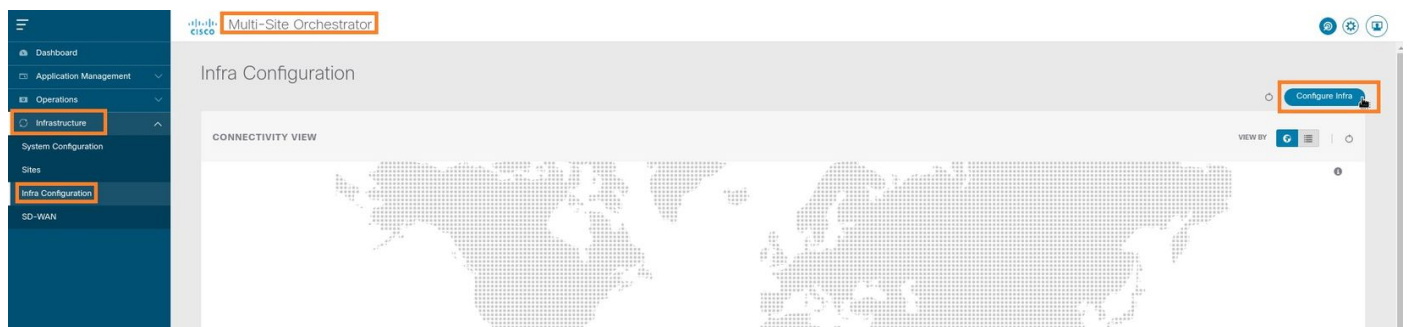 CISCO Multi-Site Orchestrator
Dashboard
Application Management
Operations
Infrastructure
System Configuration
Sites
Infra Configuration
SD-WAN
Infra Configuration
Configure Infra
CONNECTIVITY VIEW
VIEW BY